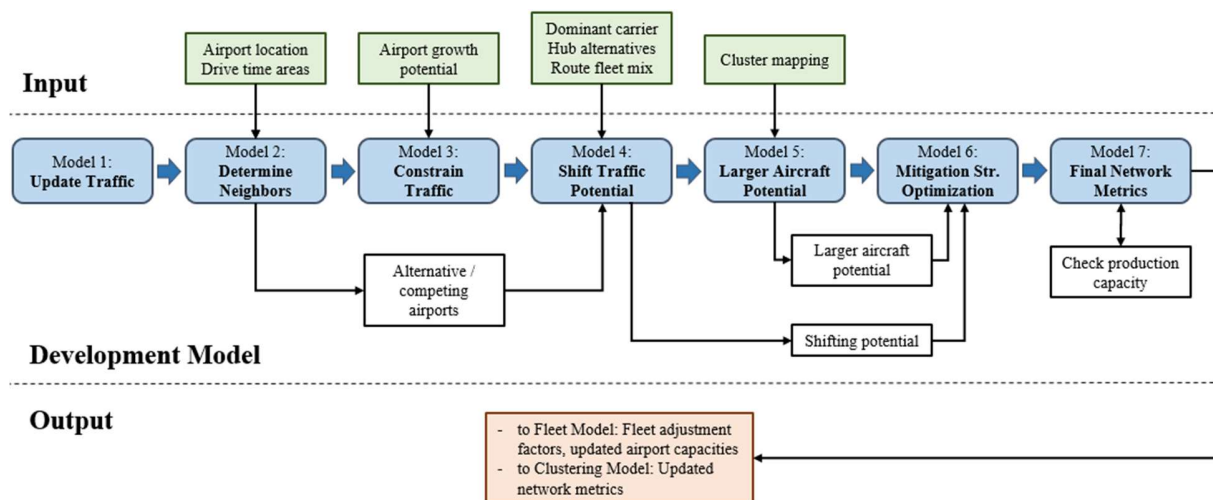 Airport location
Drive time areas
Airport growth
potential
Dominant carrier
Hub alternatives
Route fleet mix
Cluster mapping
Input
Model 1:
Update Traffic
Model 2:
Determine
Neighbors
Model 3:
Constrain
Traffic
Model 4:
Shift Traffic
Potential
Model 5:
Larger Aircraft
Potential
Model 6:
Mitigation Str.
Optimization
Model 7:
Final Network
Metrics
Alternative /
competing
airports
Larger aircraft
potential
Check production
capacity
Shifting potential
Development Model
Output
- to Fleet Model: Fleet adjustment
factors, updated airport capacities
- to Clustering Model: Updated
network metrics